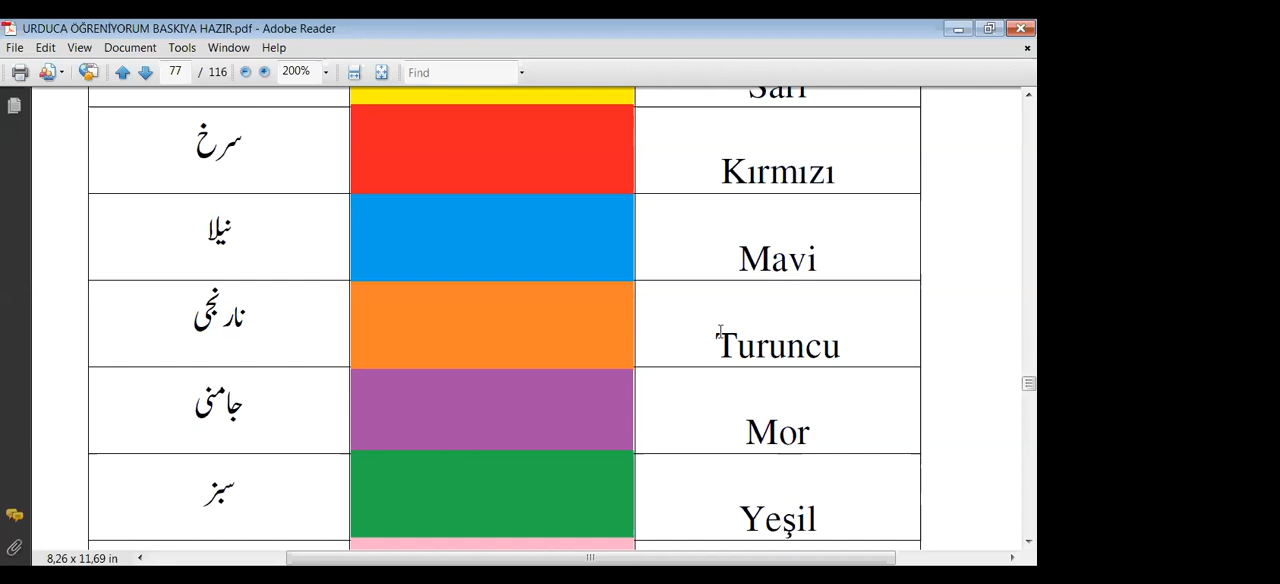 URDUCA ÖĞRENİYORUM BASKIYA HAZIR.pdf - Adobe Reader
File Edit View Document Tools Window Help
77 / 116 200% Find
Sarı
سرخ Kırmızı
نیلا Mavi
نارنجی Turuncu
جامنی Mor
سبز Yeşil
8,26 x 11,69 in